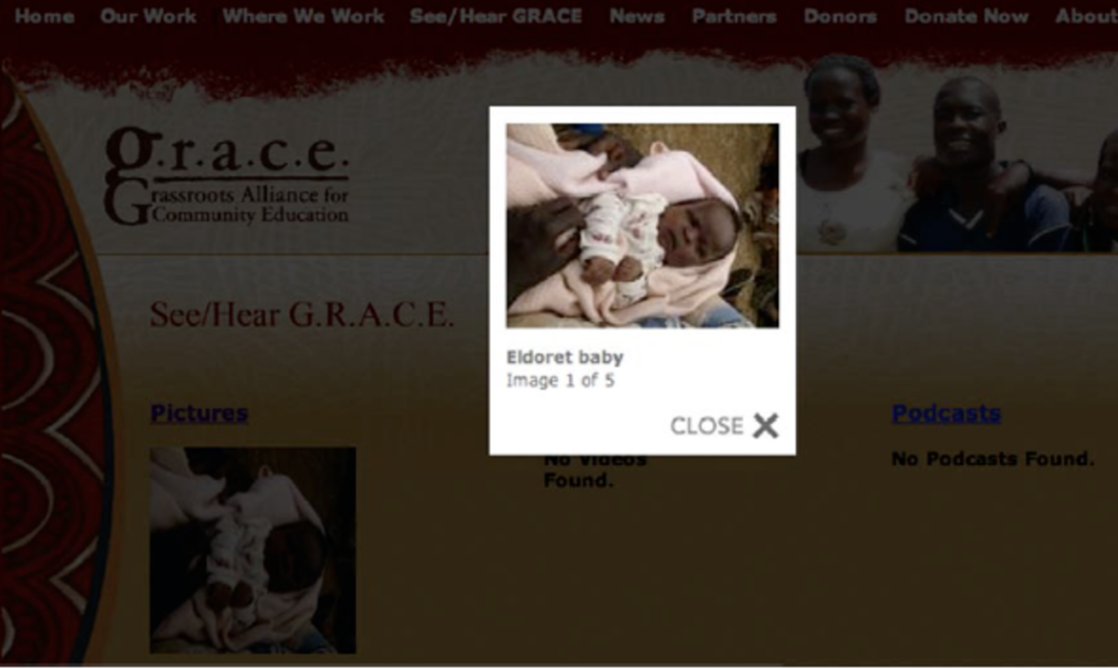 Home Our Work Where We Work See/Hear GRACE News Partners Donors Donate Now About
g.r.a.c.e.
Grassroots Alliance for
Community Education
See/Hear G.R.A.C.E.
Eldoret baby
Image 1 of 5
CLOSE
Pictures
Podcasts
No Videos
Found.
No Podcasts Found.